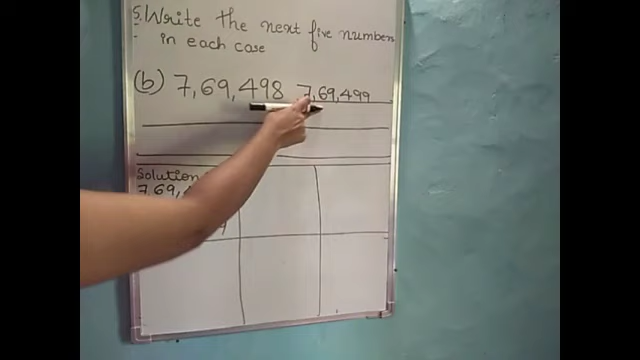 5. Write the next five number
in each case
(b) 7,69,498 7,69,499
Solution
7,69,